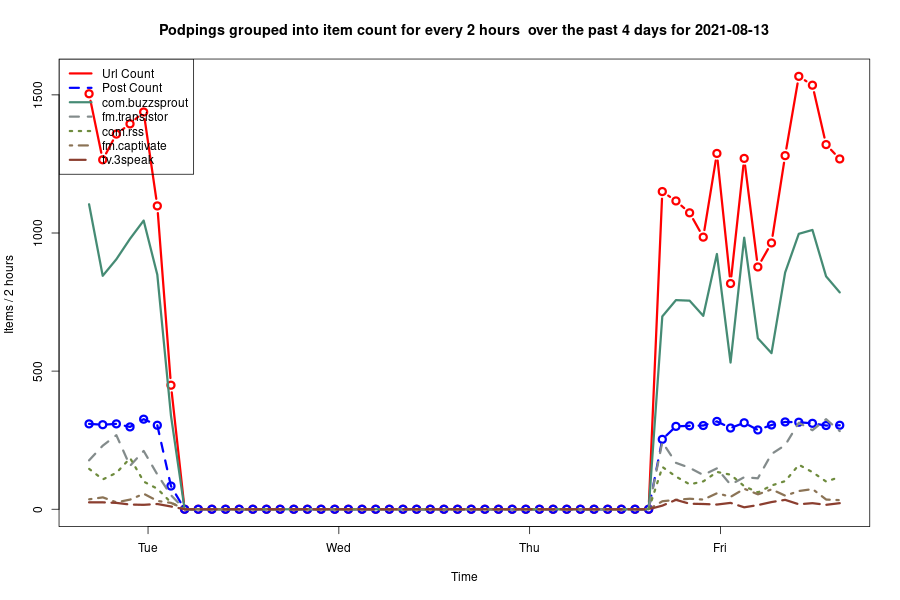 Podpings grouped into item count for every 2 hours  over the past 4 days for 2021-08-13
Url Count
Post Count
com.buzzsprout
fm.transistor
com.rss
fm.captivate
tv.3speak
1500
1000
500
0
Items / 2 hours
Tue
Wed
Thu
Fri
Time